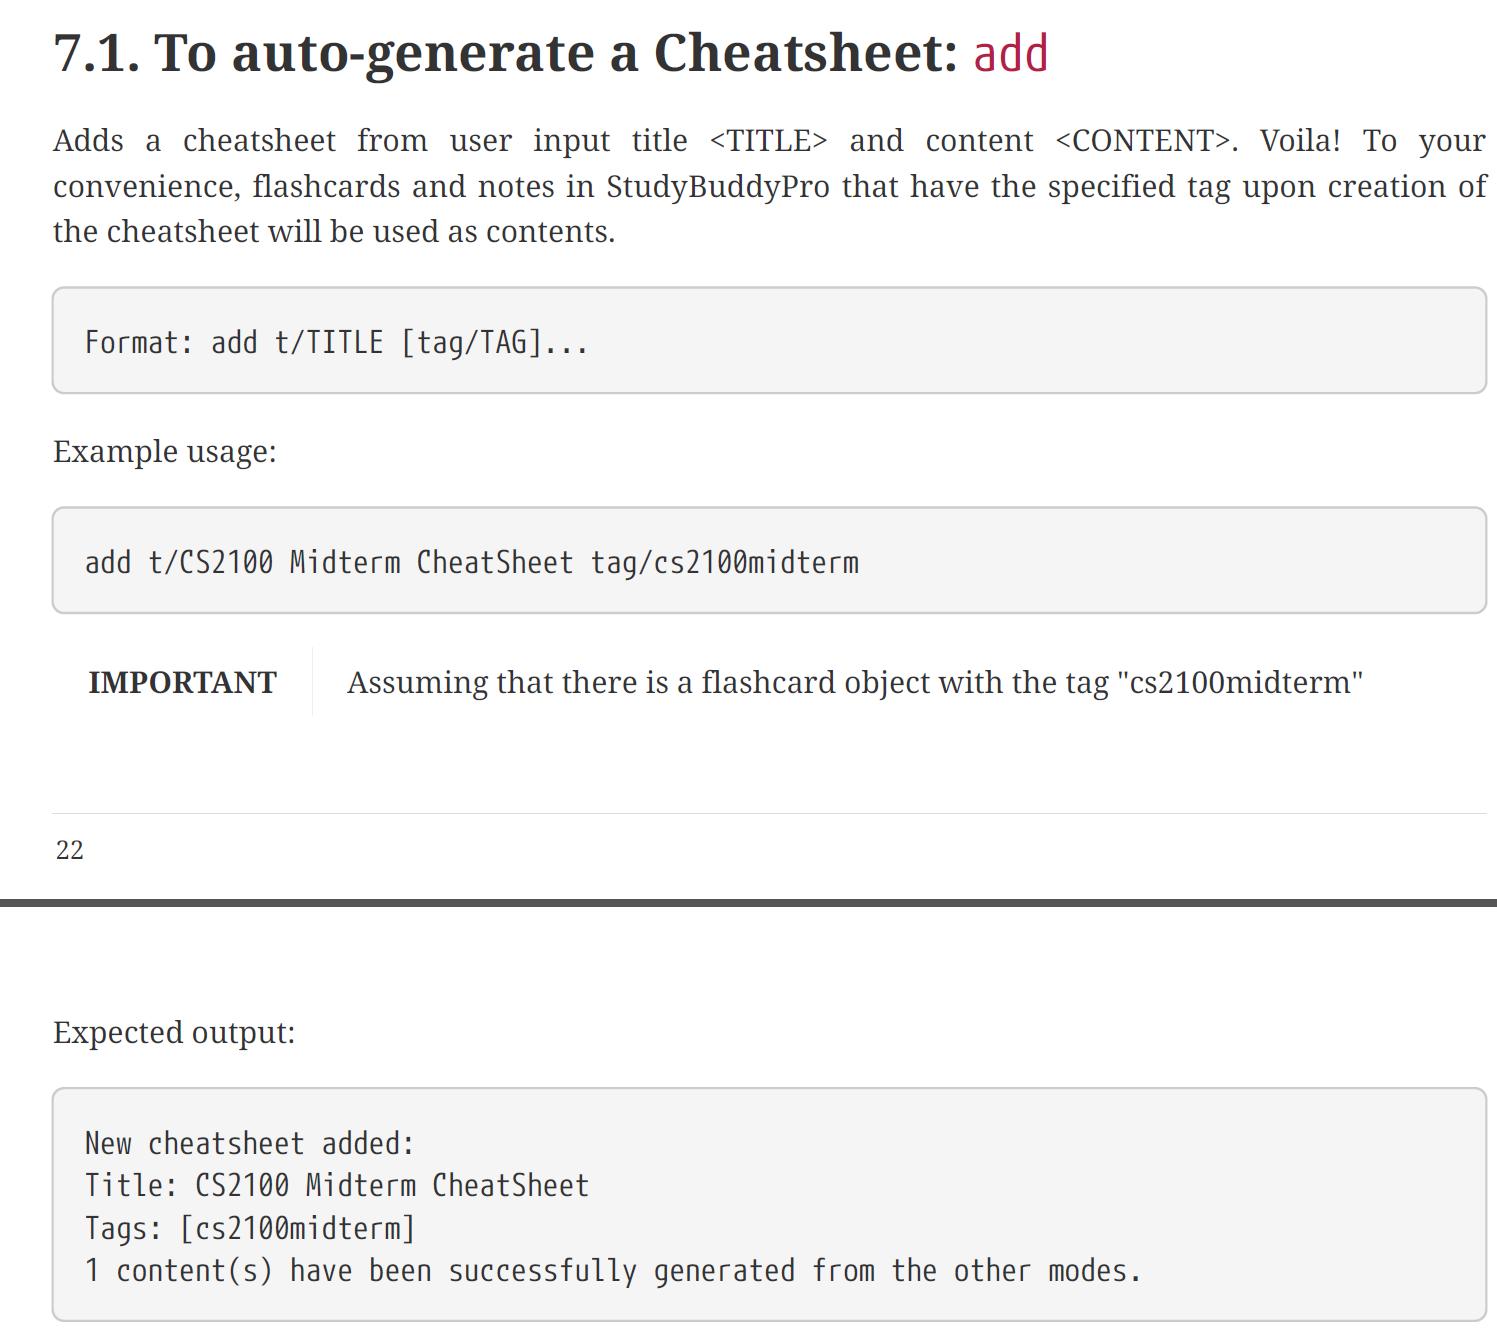 7.1. To auto-generate a Cheatsheet: add
Adds a cheatsheet from user input title <TITLE> and content <CONTENT>. Voila! To your
convenience, flashcards and notes in StudyBuddyPro that have the specified tag upon creation of
the cheatsheet will be used as contents.
Format: add t/TITLE [tag/TAG]...
Example usage:
add t/CS2100 Midterm CheatSheet tag/cs2100midterm
IMPORTANT Assuming that there is a flashcard object with the tag "cs2100midterm"
22
Expected output:
New cheatsheet added:
Title: CS2100 Midterm CheatSheet
Tags: [cs2100midterm]
1 content(s) have been successfully generated from the other modes.